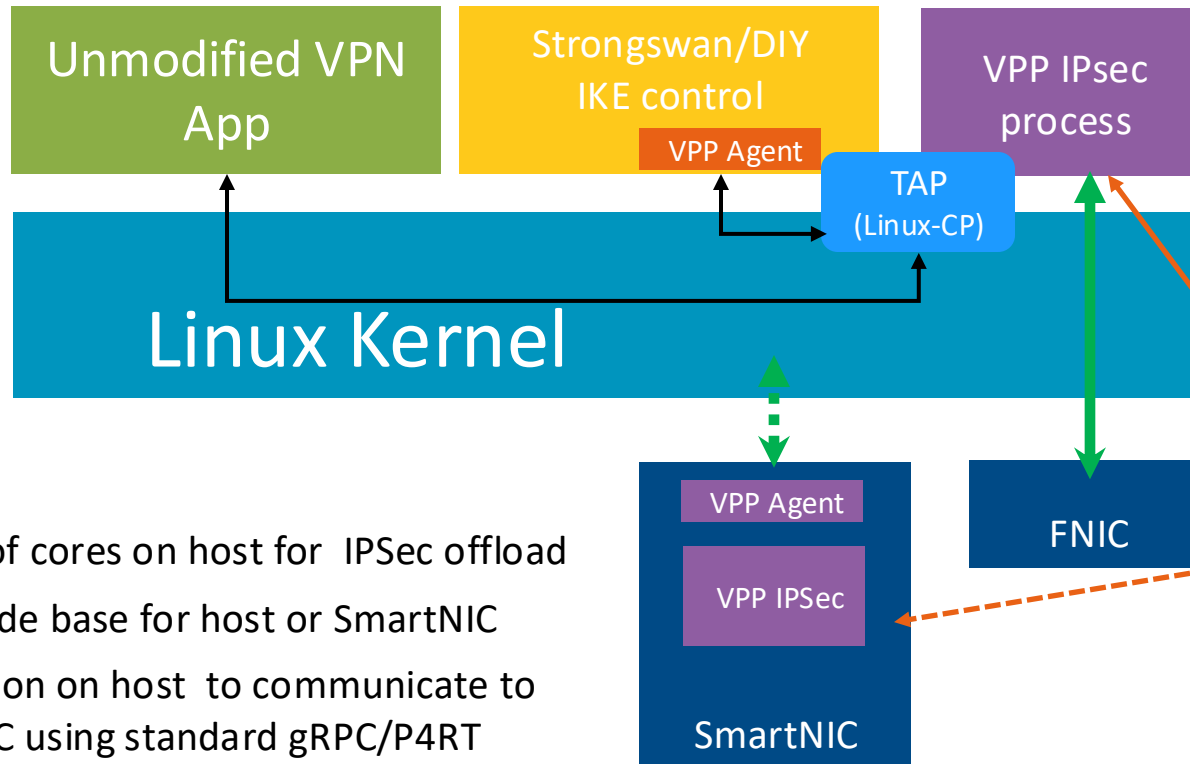 Unmodified VPN
App
Strongswan/DIY
IKE control
VPP Agent
VPP IPsec
process
TAP
(Linux-CP)
Linux Kernel
VPP Agent
VPP IPSec
SmartNIC
FNIC
of cores on host for IPSec offload
de base for host or SmartNIC
on on host to communicate to
C using standard gRPC/P4RT